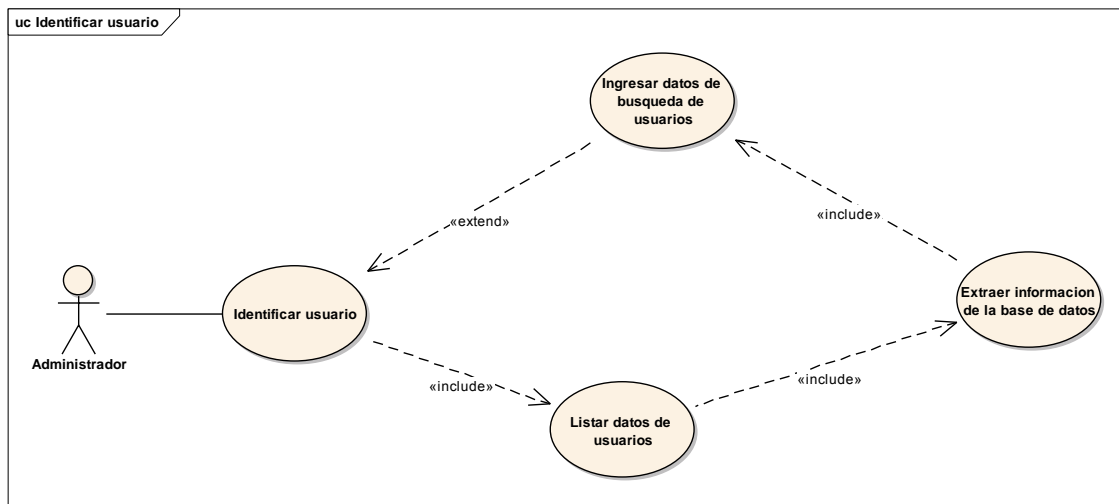 uc Identificar usuario
Ingresar datos de
busqueda de
usuarios
«extend»
«include»
Administrador
Identificar usuario
Extraer informacion
de la base de datos
«include»
«include»
Listar datos de
usuarios